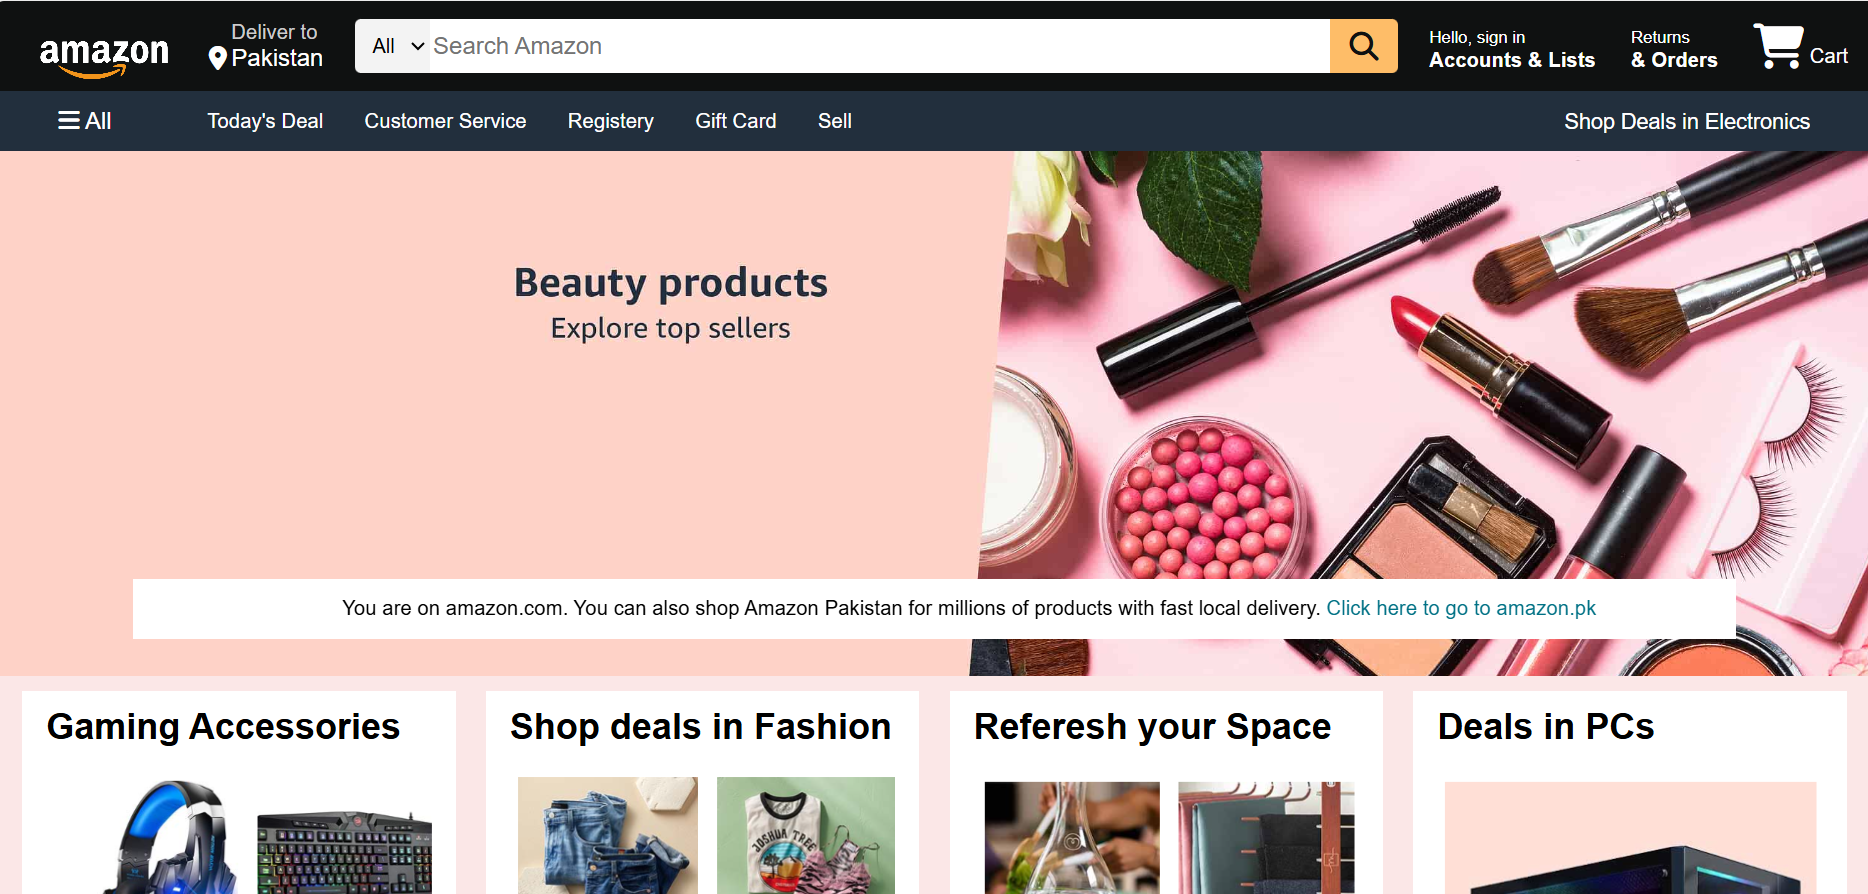 amazon
Deliver to
Pakistan
All
Search Amazon
Hello, sign in
Accounts & Lists
Returns
& Orders
Cart
All
Today's Deal
Customer Service
Registery
Gift Card
Sell
Shop Deals in Electronics
Beauty products
Explore top sellers
You are on amazon.com. You can also shop Amazon Pakistan for millions of products with fast local delivery. Click here to go to amazon.pk
Gaming Accessories
Shop deals in Fashion
Referesh your Space
Deals in PCs
JOSHUA TREE